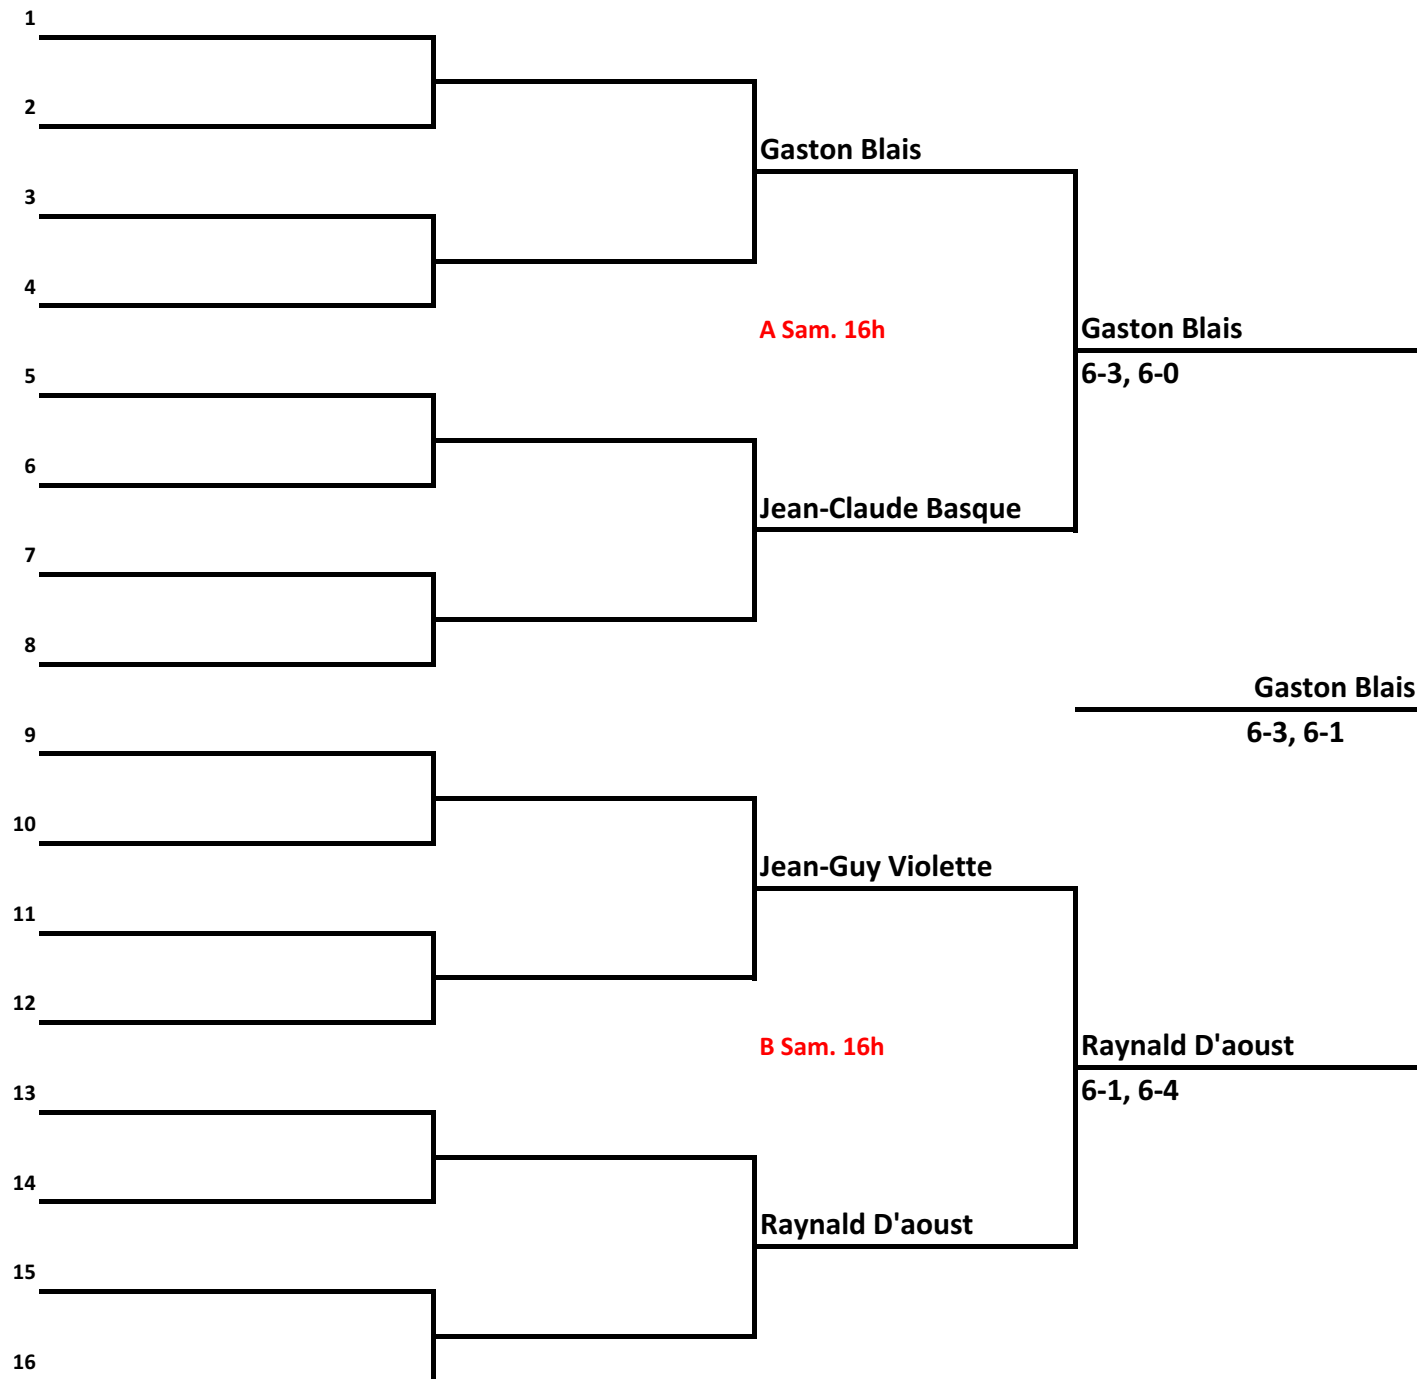 1
2
Gaston Blais
3
4
A Sam. 16h
Gaston Blais
6-3, 6-0
5
6
Jean-Claude Basque
7
8
Gaston Blais
6-3, 6-1
9
10
Jean-Guy Violette
11
12
B Sam. 16h
Raynald D'aoust
6-1, 6-4
13
14
Raynald D'aoust
15
16